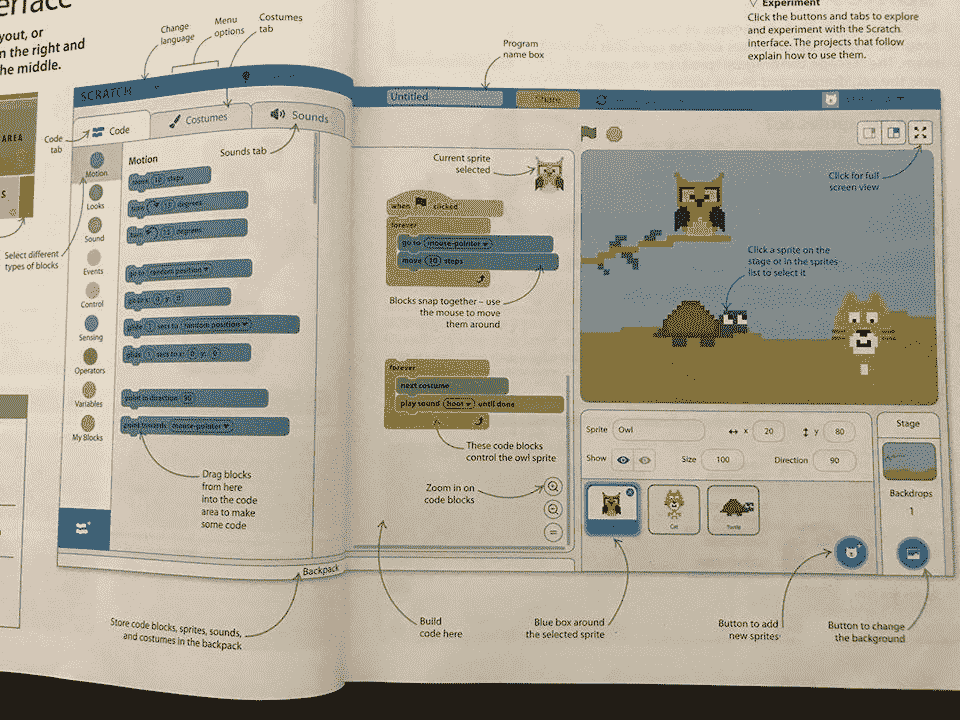 erface
yout, or
n the right and
he middle.
AREA
S
Change
language
Menu
options
Costumes
tab
Program
name box
▽ Experiment
Click the buttons and tabs to explore
and experiment with the Scratch
interface. The projects that follow
explain how to use them.
SCRATCH
Untitled
Share
Code
tab
Code
Costumes
Sounds
Sounds tab
Motion
Looks
Sound
Events
Control
Sensing
Operators
Variables
My Blocks
Select different
types of blocks
Motion
move 10 steps
turn 15 degrees
turn 15 degrees
go to random position
go to x: 0 y: 0
glide 1 secs to random position
glide 1 secs to x: 0 y: 0
point in direction 90
point towards mouse-pointer
Drag blocks
from here
into the code
area to make
some code
Backpack
Store code blocks, sprites, sounds,
and costumes in the backpack
Current sprite
selected
when clicked
forever
go to mouse-pointer
move 10 steps
Blocks snap together – use
the mouse to move
them around
forever
next costume
play sound hoot until done
These code blocks
control the owl sprite
Zoom in on
code blocks
Build
code here
Click for full
screen view
Click a sprite on the
stage or in the sprites
list to select it
Sprite Owl x 20 y 80
Show Size 100 Direction 90
Cat
Turtle
Stage
Backdrops
1
Blue box around
the selected sprite
Button to add
new sprites
Button to change
the background